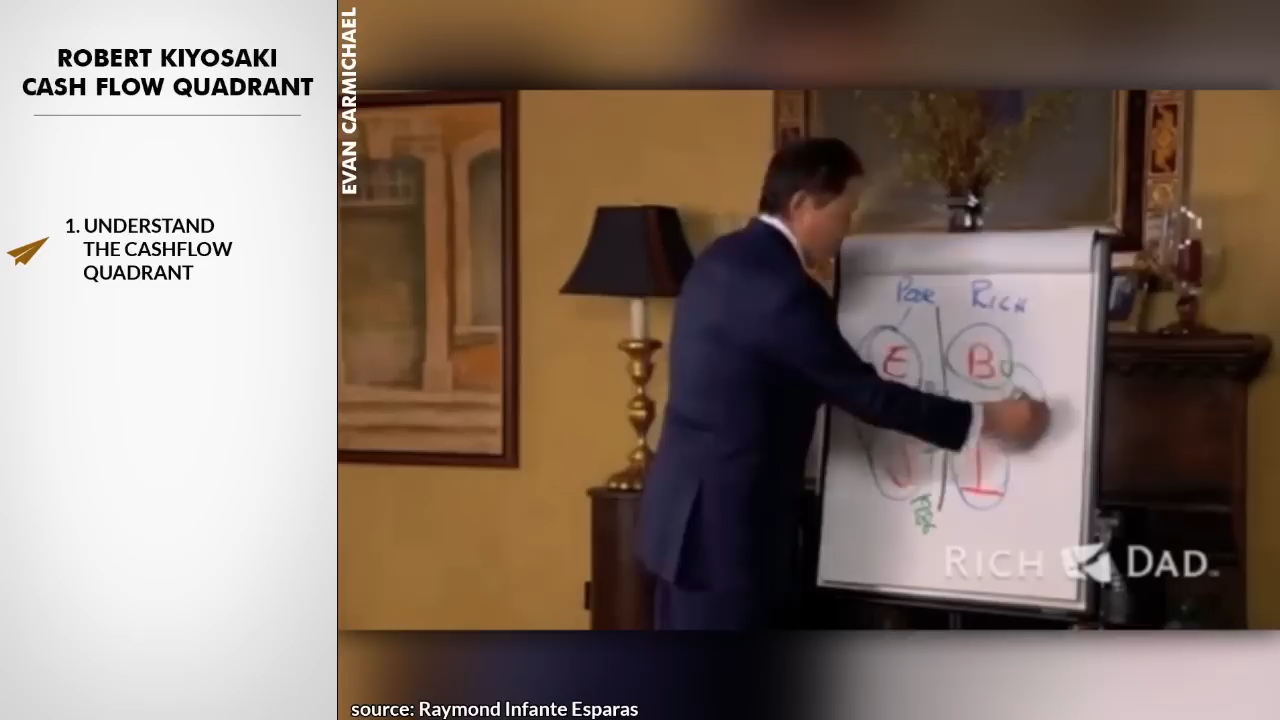 ROBERT KIYOSAKI
CASH FLOW QUADRANT
1. UNDERSTAND
THE CASHFLOW
QUADRANT
EVAN CARMICHAEL
POOR RICH
E B
I
RICH DAD
source: Raymond Infante Esparas